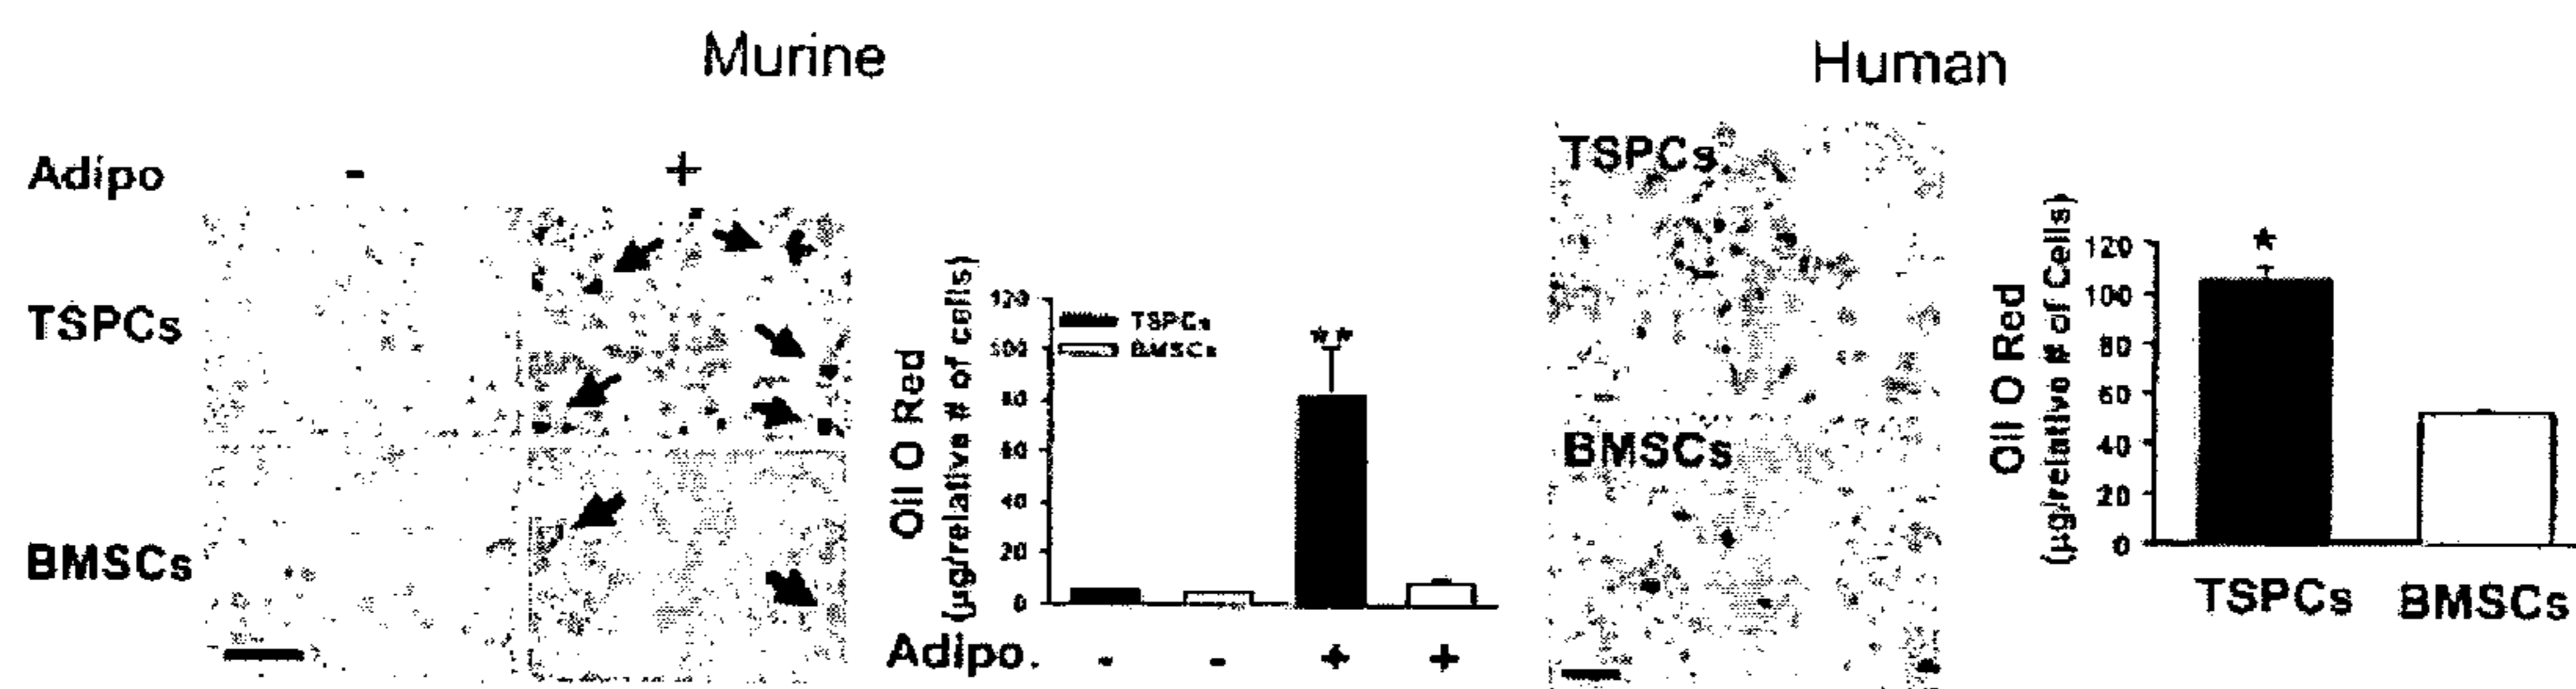 Murine
Human
Adipo
-
+
TSPCs
BMSCs
Oil O Red
(µg/relative # of cells)
120
100
80
60
40
20
0
TSPCs
BMSCs
**
Adipo.
-
-
+
+
TSPCs
BMSCs
Oil O Red
(µg/relative # of Cells)
120
100
80
60
40
20
0
*
TSPCs
BMSCs